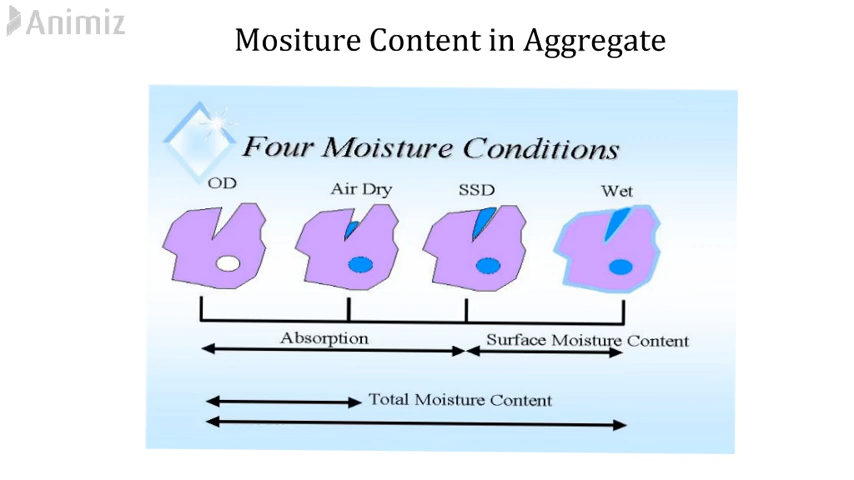 Animiz
Mositure Content in Aggregate
Four Moisture Conditions
OD Air Dry SSD Wet
Absorption Surface Moisture Content
Total Moisture Content